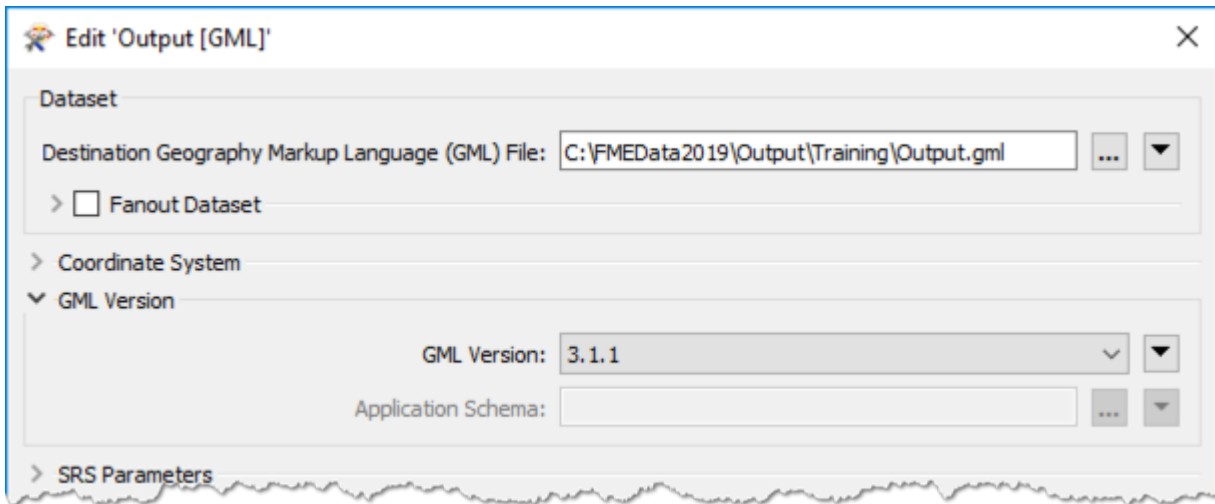 Edit 'Output [GML]'
Dataset
Destination Geography Markup Language (GML) File: C:\FMEData2019\Output\Training\Output.gml ...
Fanout Dataset
Coordinate System
GML Version
GML Version: 3.1.1
Application Schema: ...
SRS Parameters